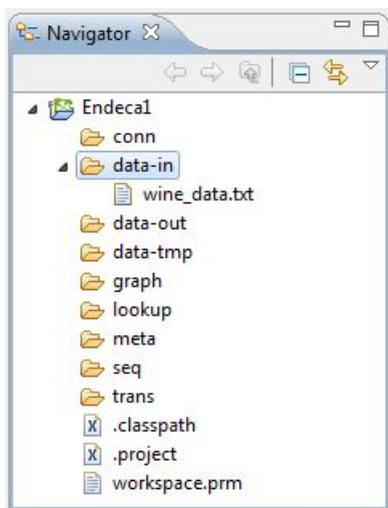 Navigator
Endeca1
conn
data-in
wine_data.txt
data-out
data-tmp
graph
lookup
meta
seq
trans
.classpath
.project
workspace.prm